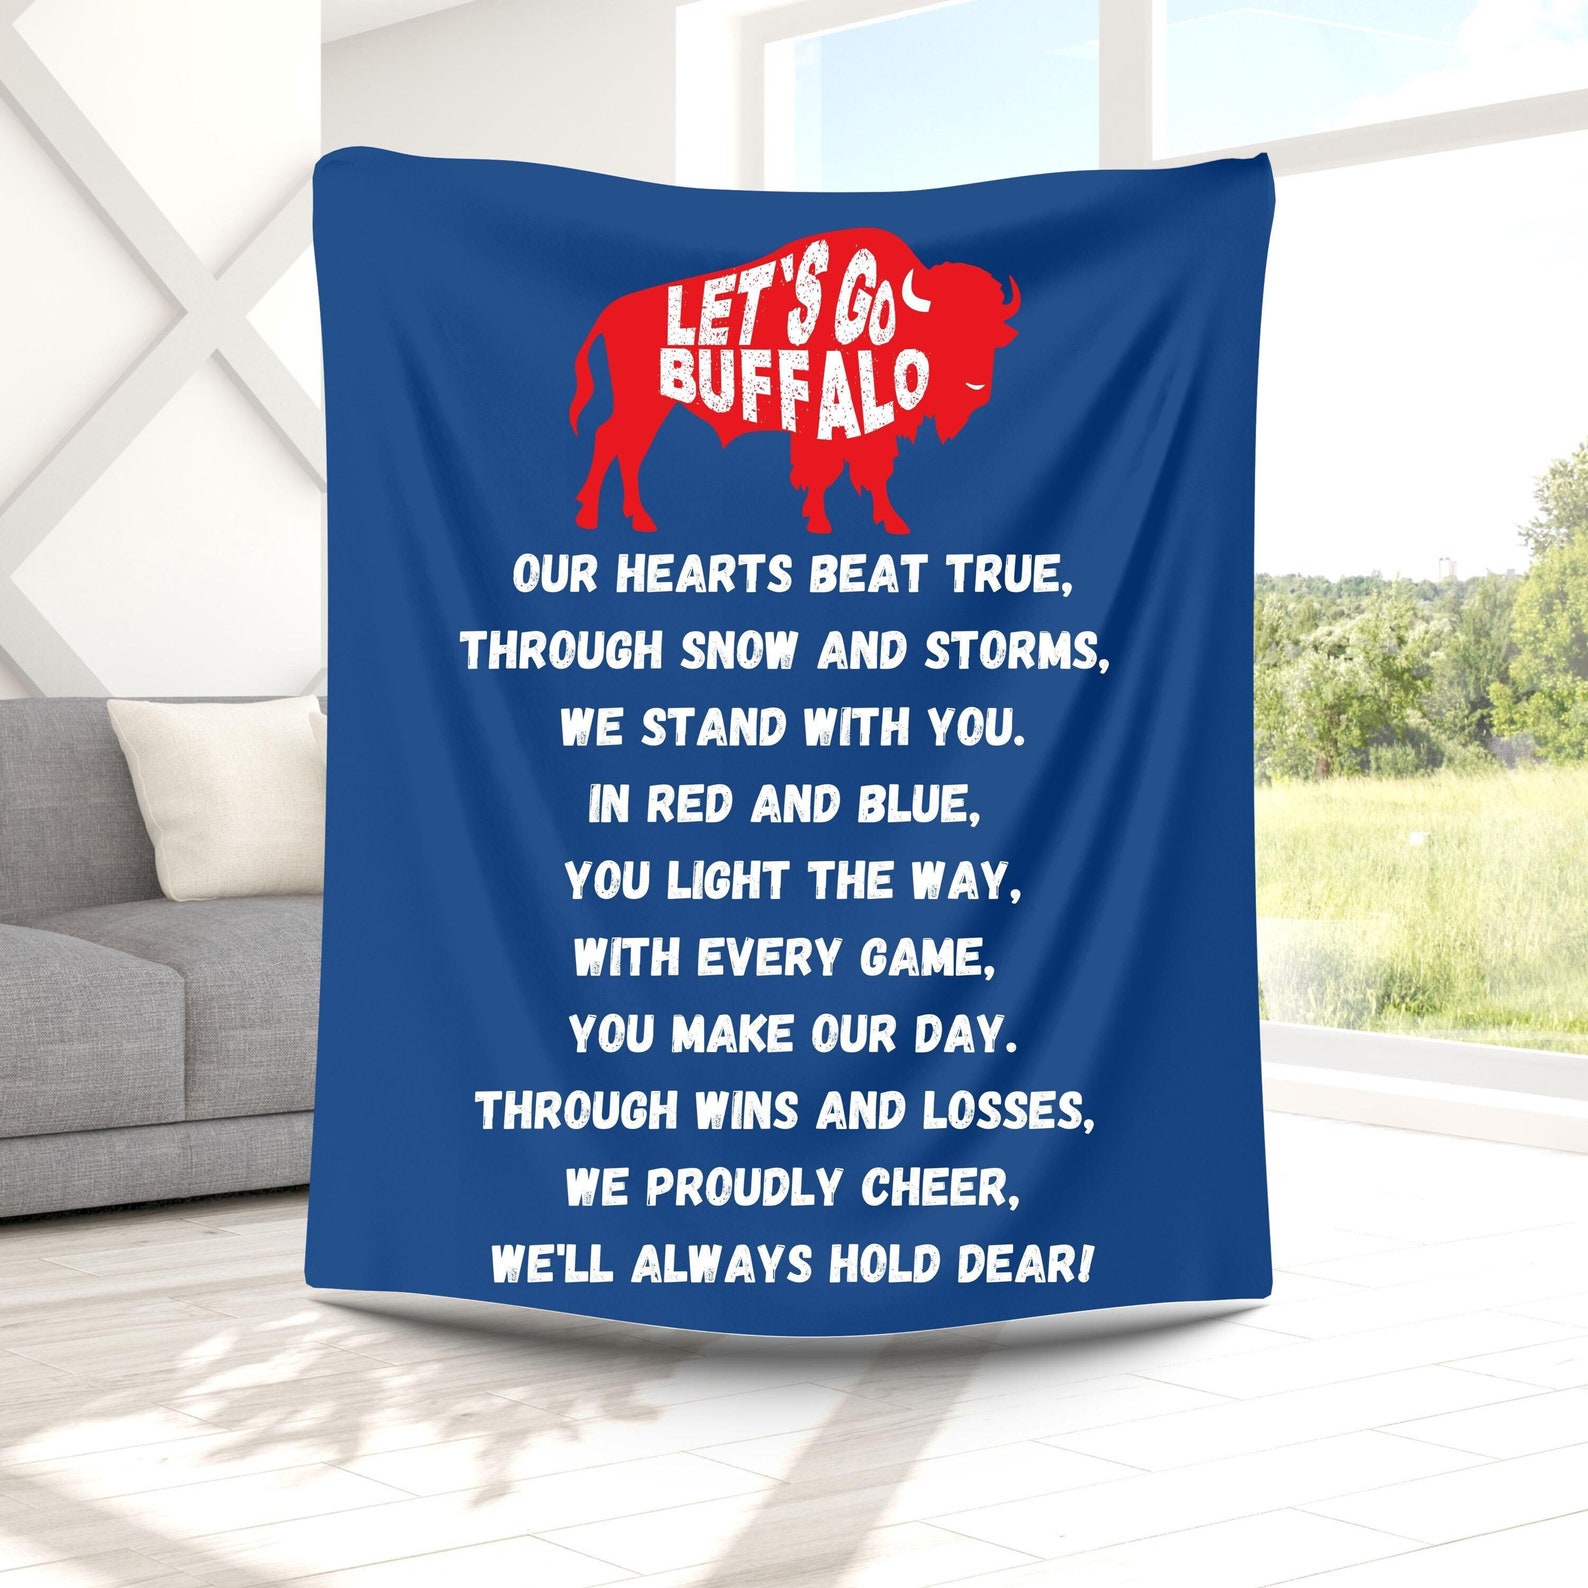 LET'S GO
BUFFALO
OUR HEARTS BEAT TRUE,
THROUGH SNOW AND STORMS,
WE STAND WITH YOU.
IN RED AND BLUE,
YOU LIGHT THE WAY,
WITH EVERY GAME,
YOU MAKE OUR DAY.
THROUGH WINS AND LOSSES,
WE PROUDLY CHEER,
WE'LL ALWAYS HOLD DEAR!